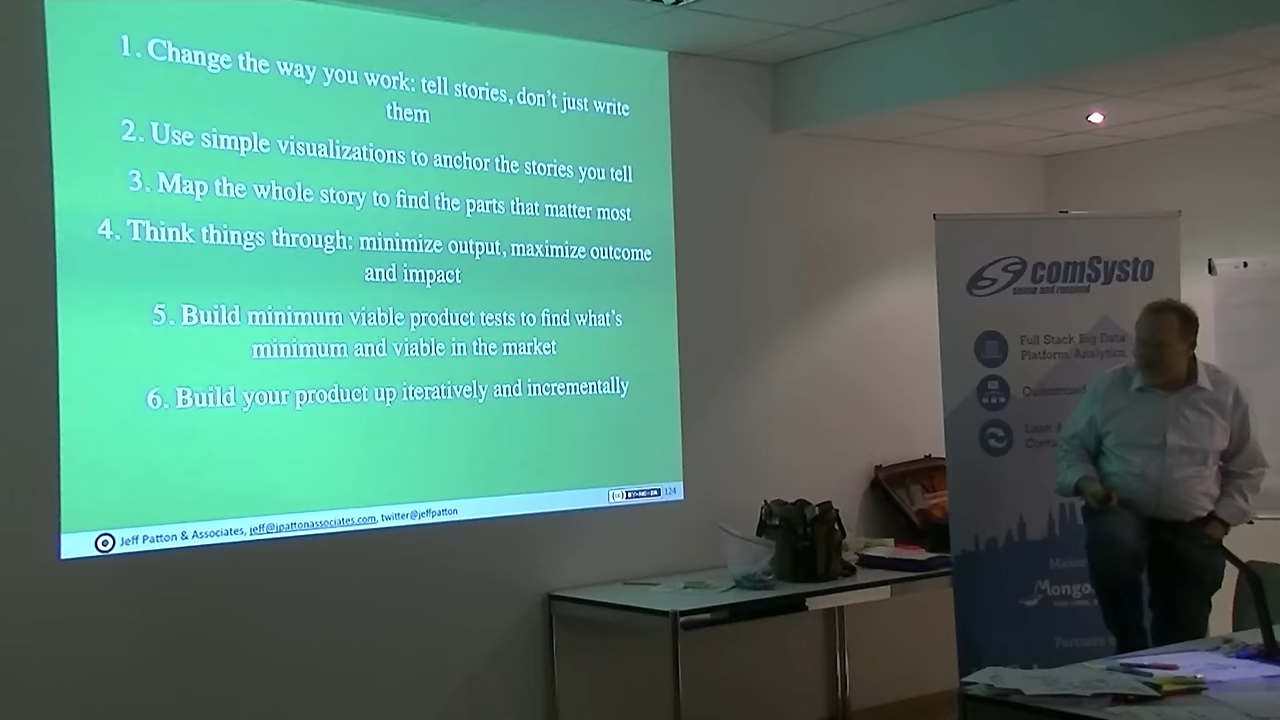 1. Change the way you work: tell stories, don't just write
them
2. Use simple visualizations to anchor the stories you tell
3. Map the whole story to find the parts that matter most
4. Think things through: minimize output, maximize outcome
and impact
5. Build minimum viable product tests to find what's
minimum and viable in the market
6. Build your product up iteratively and incrementally
124
Jeff Patton & Associates, jeff@jpattonassociates.com, twitter@jeffpatton
comSysto
Full Stack Big Data
Platform, Analytics,
Lean &
Mongo
Partners